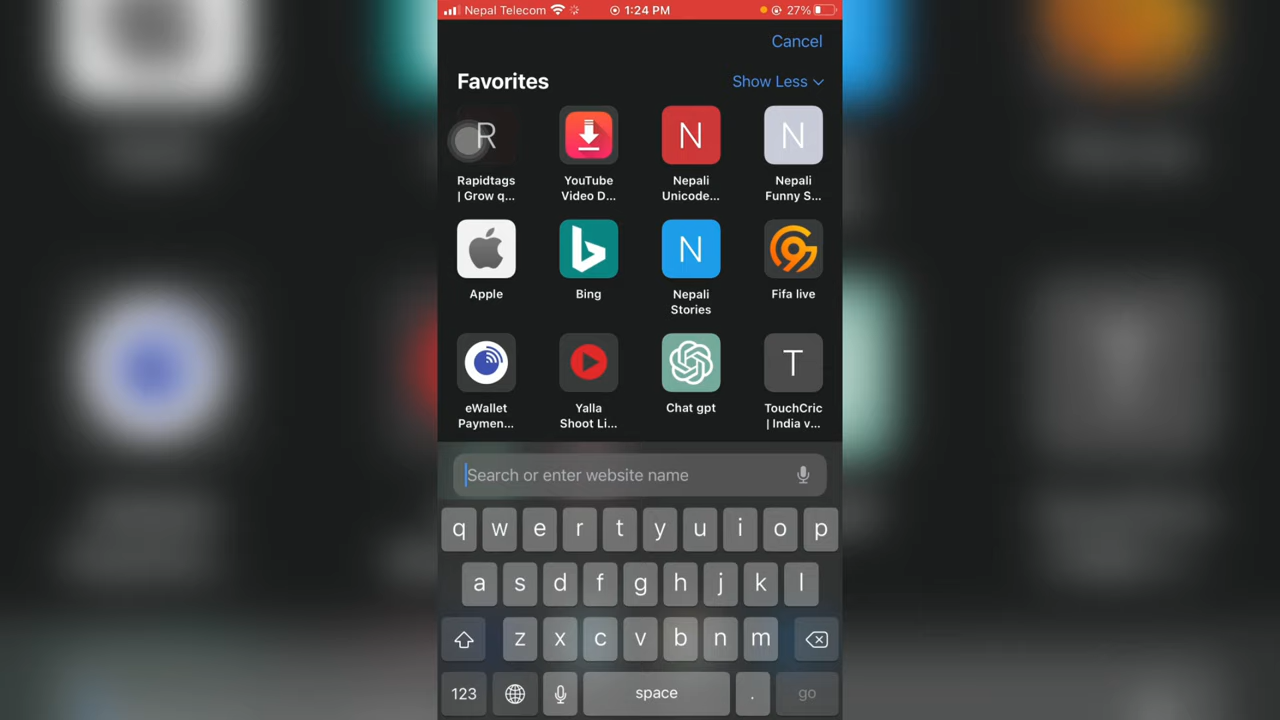 Nepal Telecom 1:24 PM 27%
Cancel
Favorites Show Less
R N N
Rapidtags YouTube Nepali Nepali
| Grow q... Video D... Unicode... Funny S...
N
Apple Bing Nepali Fifa live
Stories
T
eWallet Yalla Chat gpt TouchCric
Paymen... Shoot Li... | India v...
Search or enter website name
q w e r t y u i o p
a s d f g h j k l
z x c v b n m
123 space . go